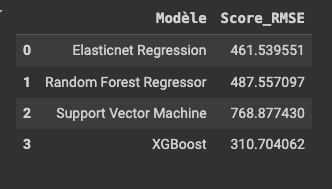 Modèle Score_RMSE
0 Elasticnet Regression 461.539551
1 Random Forest Regressor 487.557097
2 Support Vector Machine 768.877430
3 XGBoost 310.704062